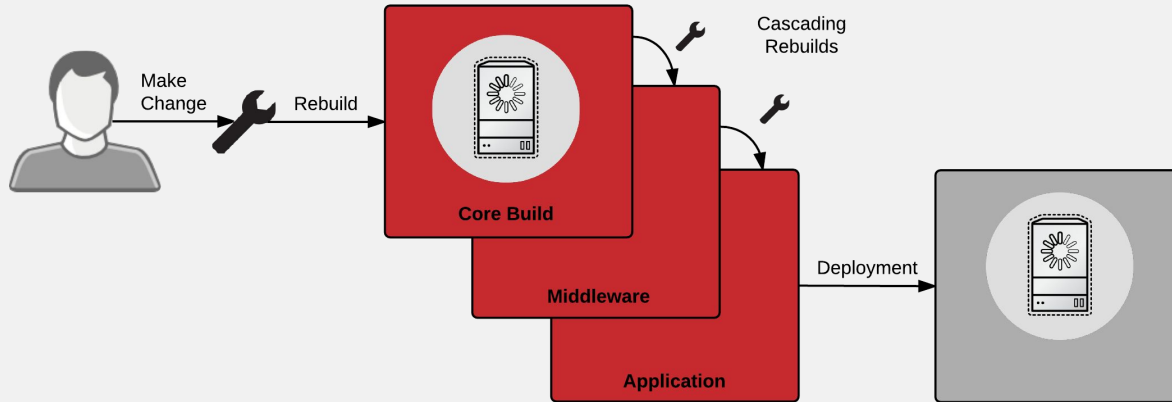 Make
Change
Rebuild
Cascading
Rebuilds
Core Build
Middleware
Application
Deployment